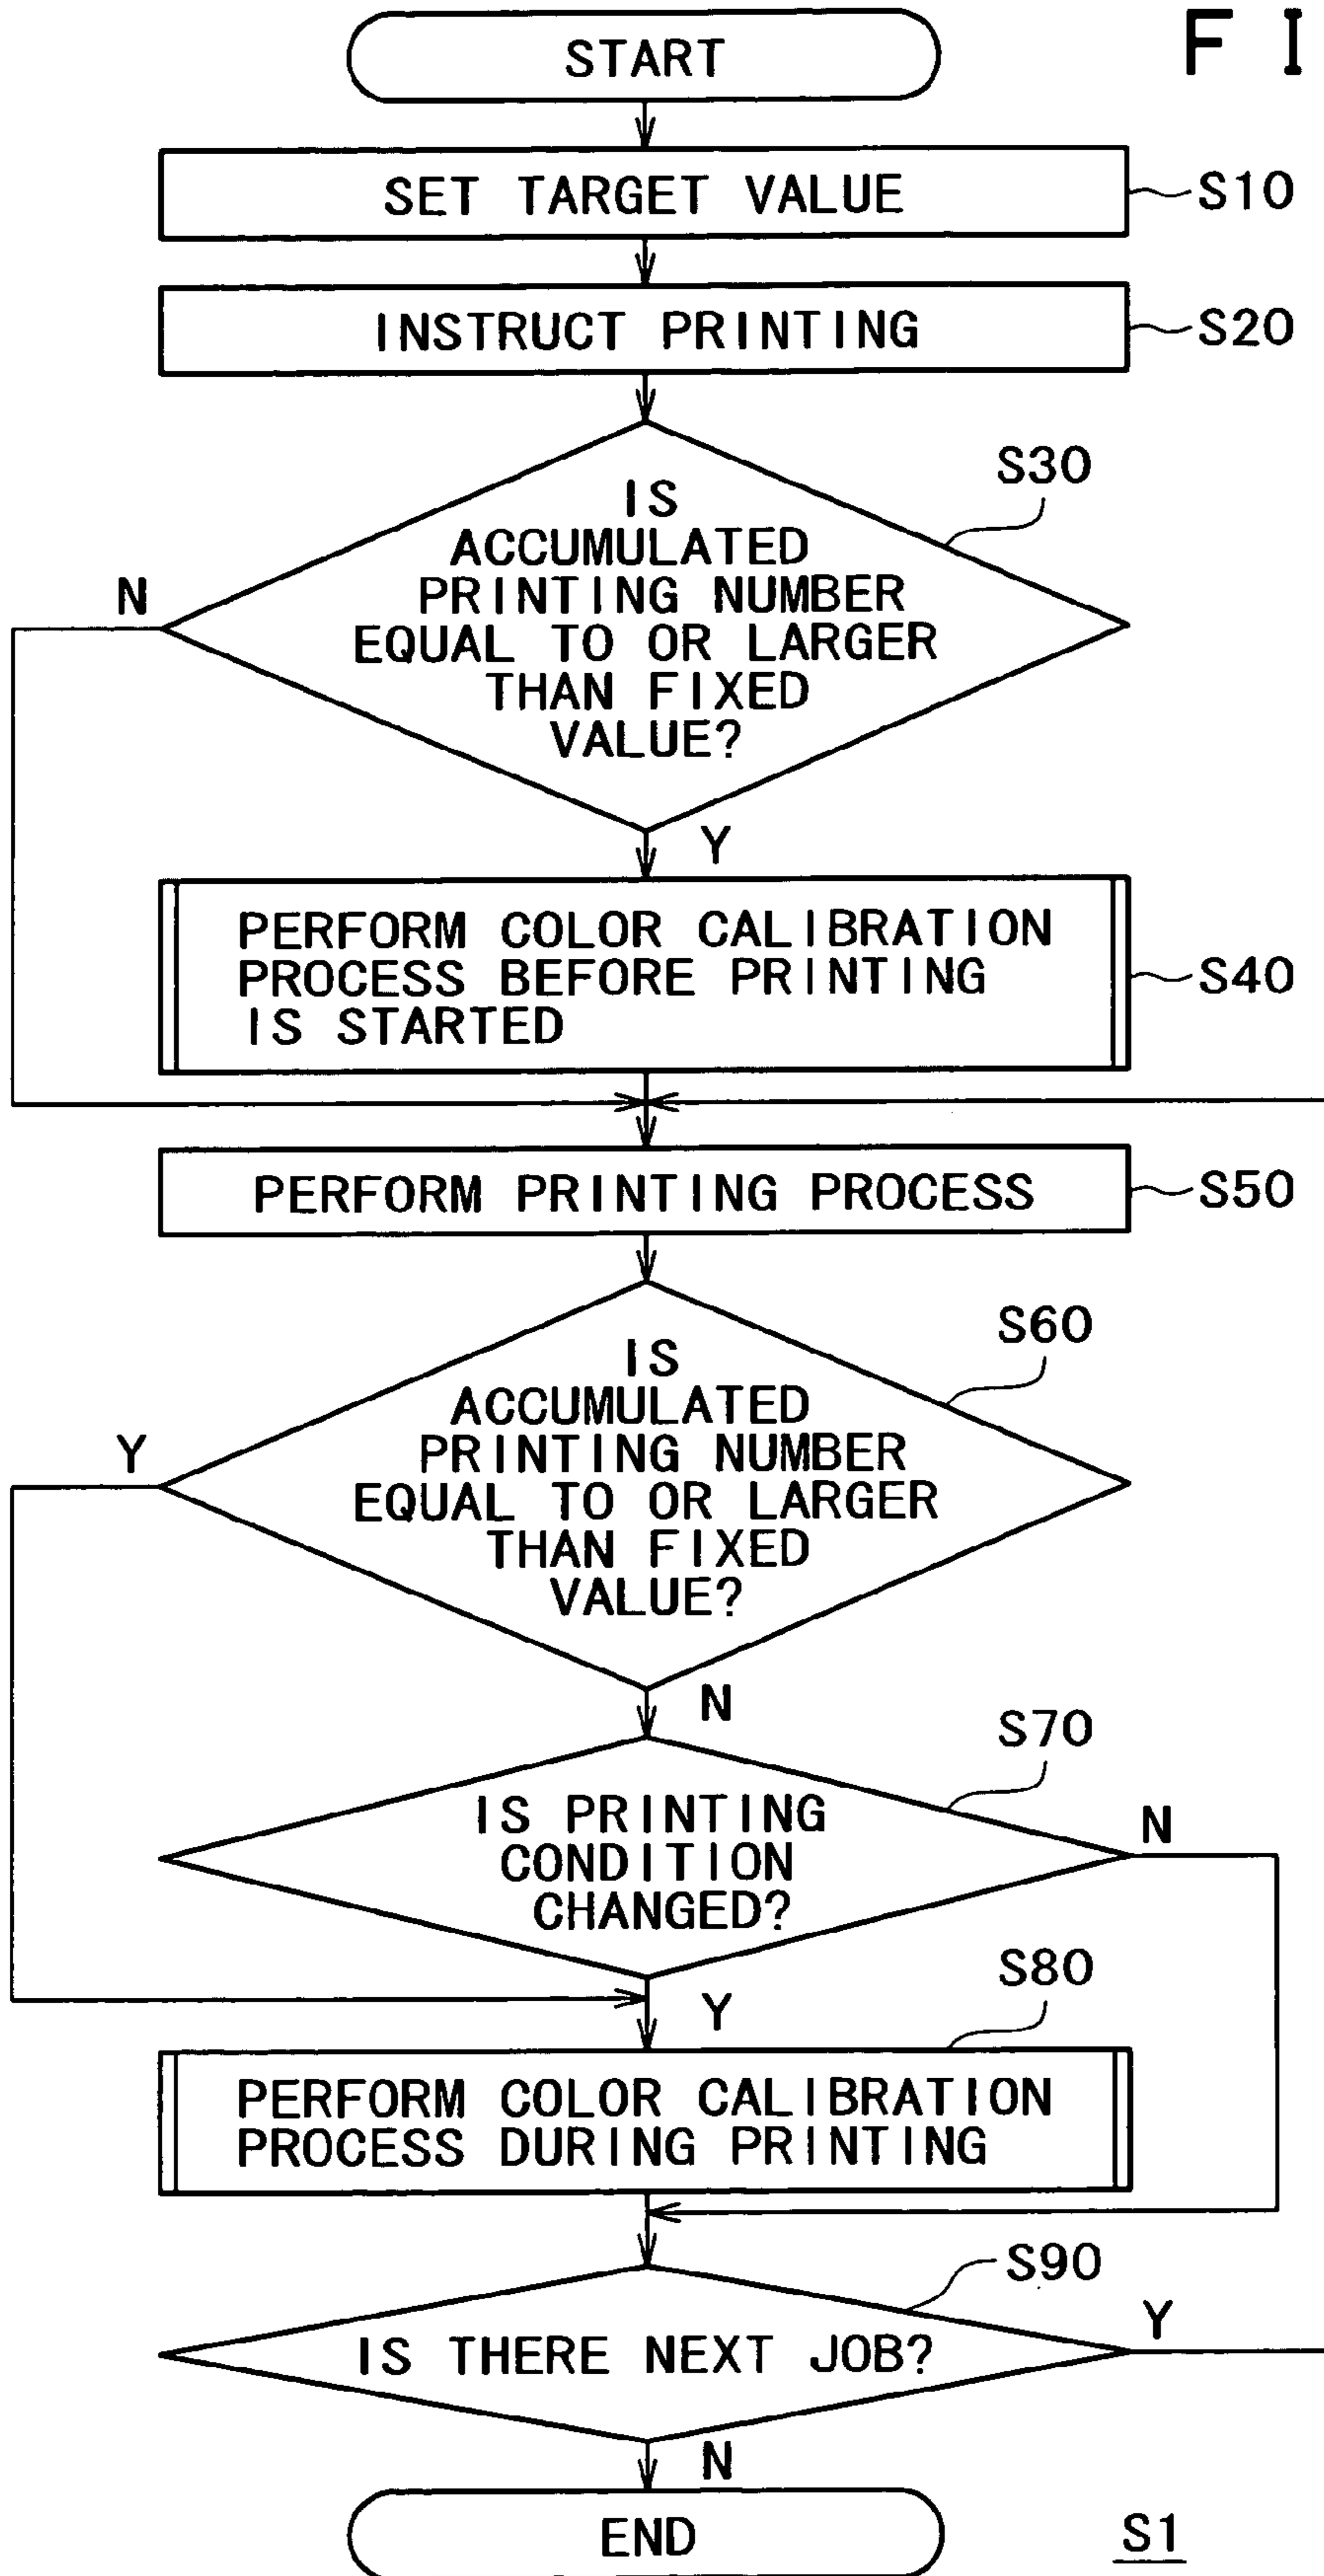 F I
START
SET TARGET VALUE
S10
INSTRUCT PRINTING
S20
S30
IS
ACCUMULATED
PRINTING NUMBER
EQUAL TO OR LARGER
THAN FIXED
VALUE?
N
Y
PERFORM COLOR CALIBRATION
PROCESS BEFORE PRINTING
IS STARTED
S40
PERFORM PRINTING PROCESS
S50
S60
IS
ACCUMULATED
PRINTING NUMBER
EQUAL TO OR LARGER
THAN FIXED
VALUE?
Y
N
S70
IS PRINTING
CONDITION
CHANGED?
N
Y
S80
PERFORM COLOR CALIBRATION
PROCESS DURING PRINTING
S90
IS THERE NEXT JOB?
Y
N
END
S1